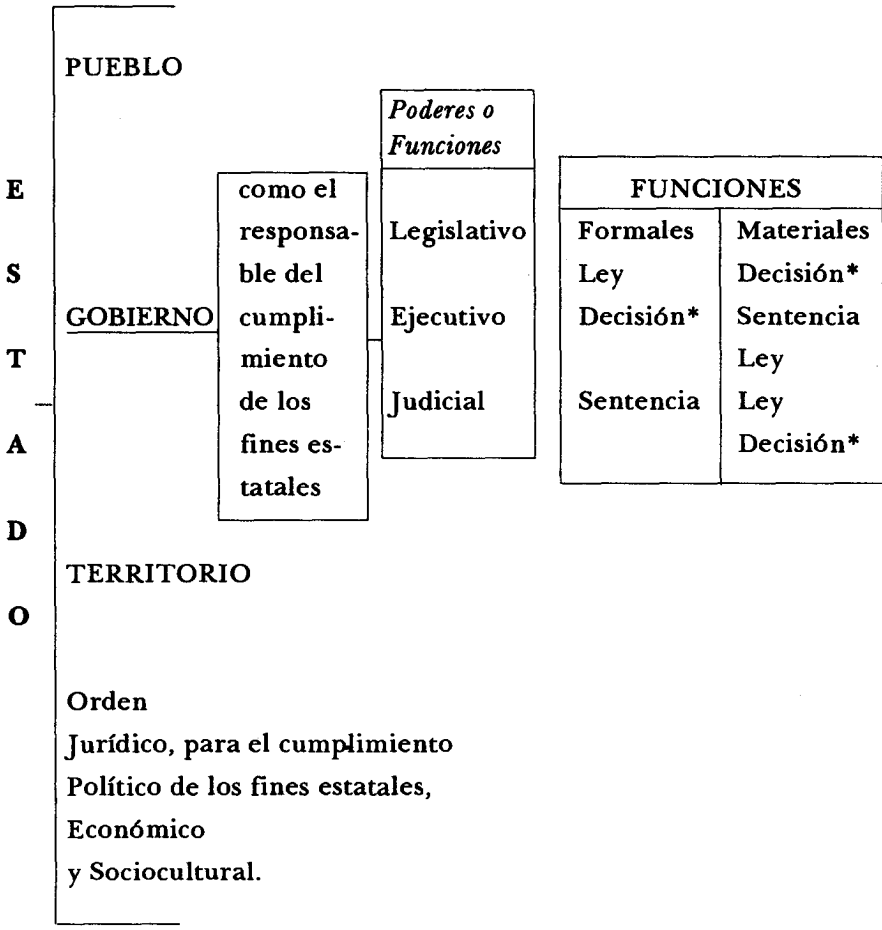 ESTADO
PUEBLO
GOBIERNO
como el
responsa-
ble del
cumpli-
miento
de los
fines es-
tatales
Poderes o
Funciones
Legislativo
Ejecutivo
Judicial
FUNCIONES
Formales Materiales
Ley Decisión*
Decisión* Sentencia
Ley
Sentencia Ley
Decisión*
TERRITORIO
Orden
Jurídico, para el cumplimiento
Político de los fines estatales,
Económico
y Sociocultural.